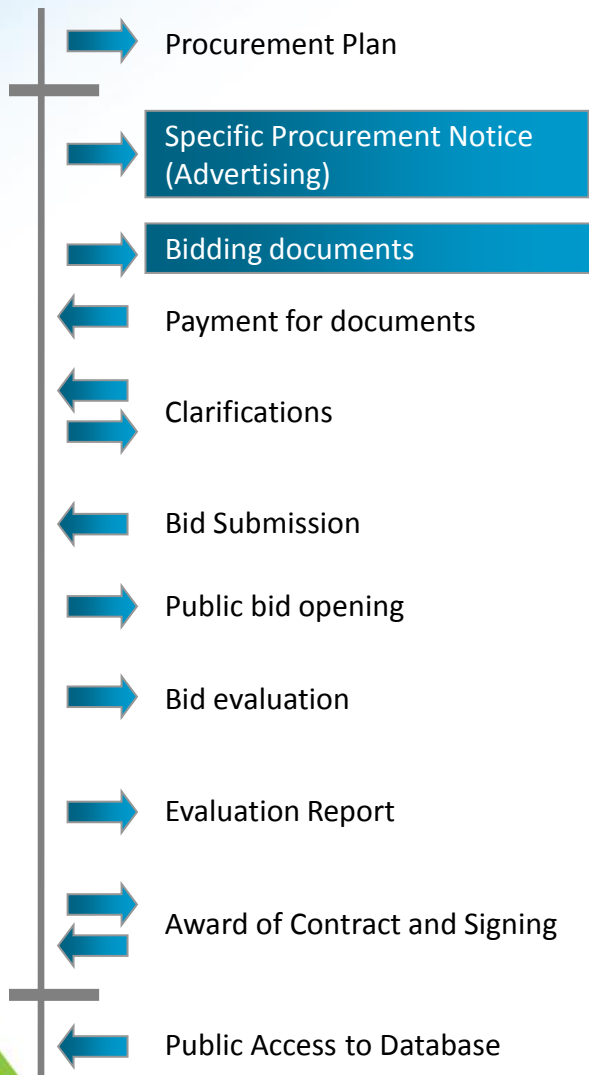 Procurement Plan
Specific Procurement Notice
(Advertising)
Bidding documents
Payment for documents
Clarifications
Bid Submission
Public bid opening
Bid evaluation
Evaluation Report
Award of Contract and Signing
Public Access to Database